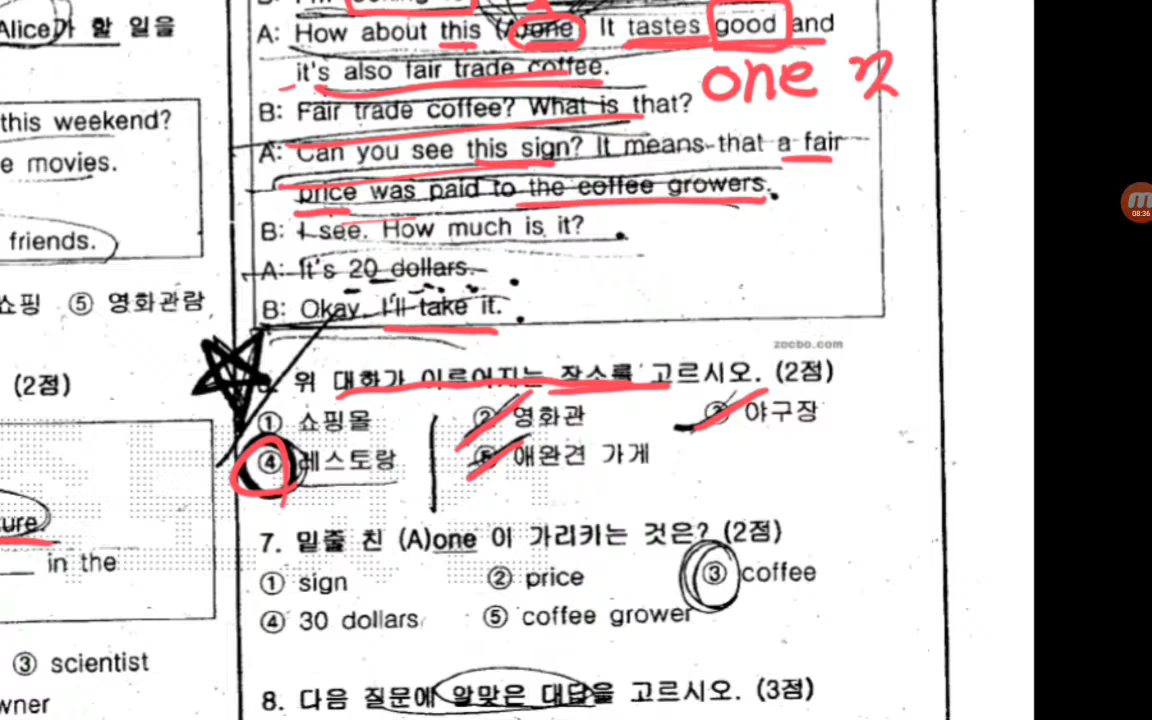 Alice가 할 일을
this weekend?
e movies.
friends.
쇼핑 ⑤ 영화관람
(2점)
ure.
in the
③ scientist
wner
A: How about this (A)one It tastes good and
it's also fair trade coffee.
one
B: Fair trade coffee? What is that?
A: Can you see this sign? It means that a fair
price was paid to the coffee growers.
B: I see. How much is it?
A: It's 20 dollars.
B: Okay. I'll take it.
zocbo.com
위 대화가 이루어지는 장소를 고르시오. (2점)
① 쇼핑몰 ② 영화관 ③ 야구장
④ 레스토랑 ⑤ 애완견 가게
7. 밑줄 친 (A)one 이 가리키는 것은? (2점)
① sign ② price ③ coffee
④ 30 dollars ⑤ coffee grower
8. 다음 질문에 알맞은 대답을 고르시오. (3점)
08:36